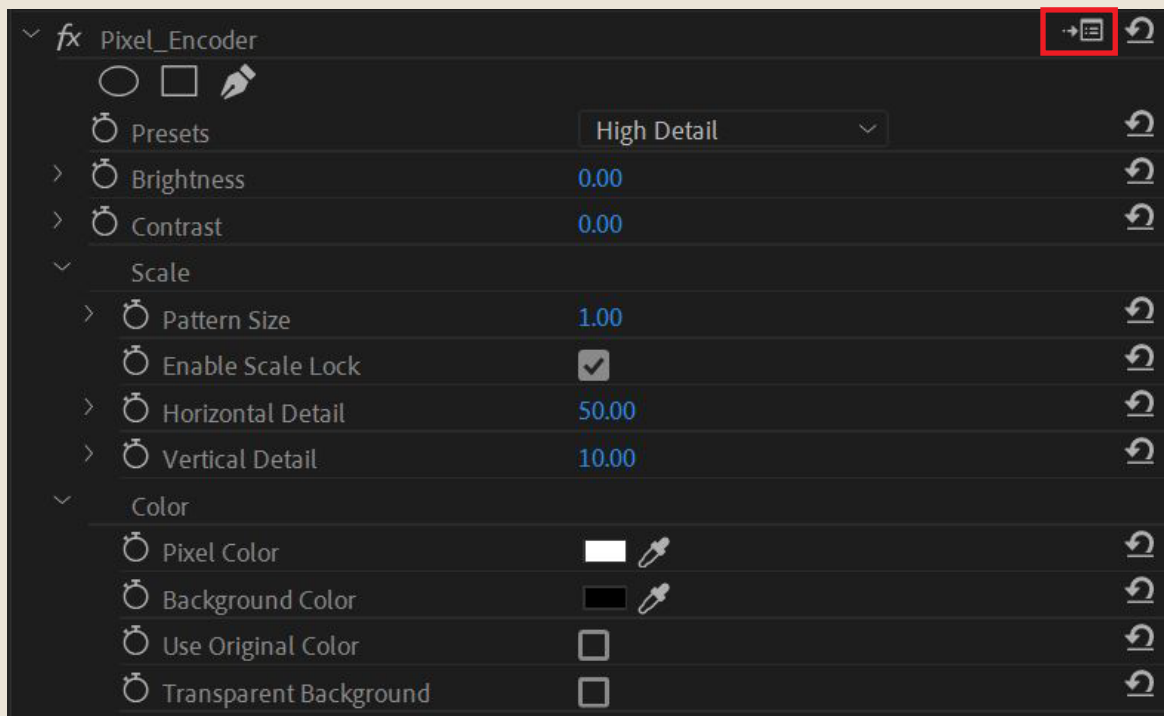 fx Pixel_Encoder
Presets High Detail
Brightness 0.00
Contrast 0.00
Scale
Pattern Size 1.00
Enable Scale Lock
Horizontal Detail 50.00
Vertical Detail 10.00
Color
Pixel Color
Background Color
Use Original Color
Transparent Background